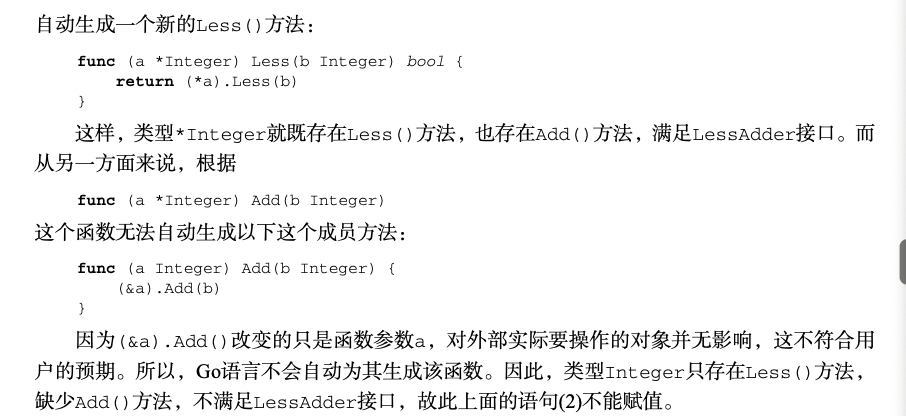 自动生成一个新的Less()方法：
func (a *Integer) Less(b Integer) bool {
return (*a).Less(b)
}
这样，类型*Integer就既存在Less()方法，也存在Add()方法，满足LessAdder接口。而
从另一方面来说，根据
func (a *Integer) Add(b Integer)
这个函数无法自动生成以下这个成员方法：
func (a Integer) Add(b Integer) {
(&a).Add(b)
}
因为(&a).Add()改变的只是函数参数a，对外部实际要操作的对象并无影响，这不符合用
户的预期。所以，Go语言不会自动为其生成该函数。因此，类型Integer只存在Less()方法，
缺少Add()方法，不满足LessAdder接口，故此上面的语句(2)不能赋值。